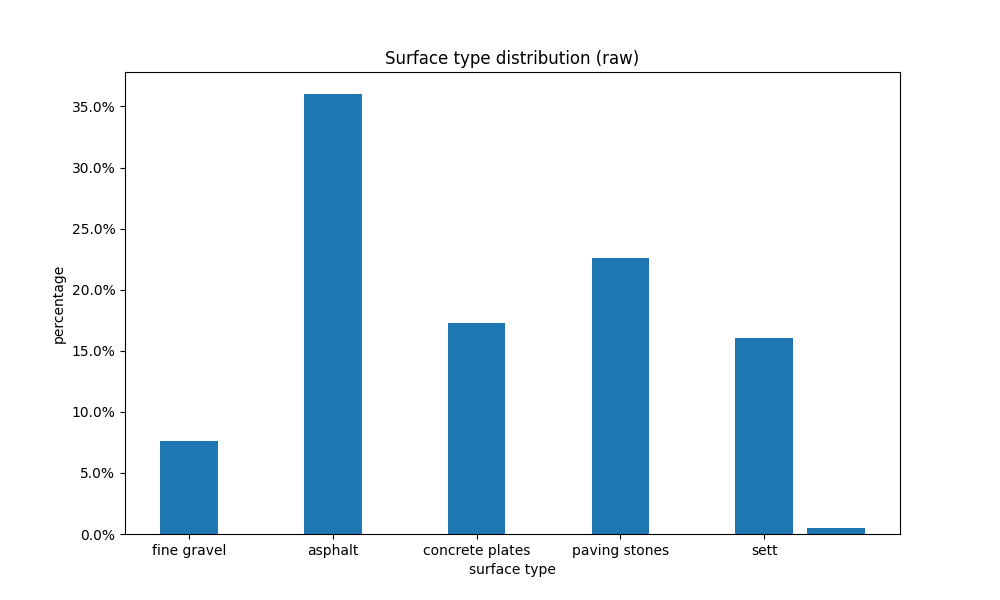 Surface type distribution (raw)
35.0%
30.0%
25.0%
20.0%
15.0%
10.0%
5.0%
0.0%
percentage
fine gravel asphalt concrete plates paving stones sett
surface type